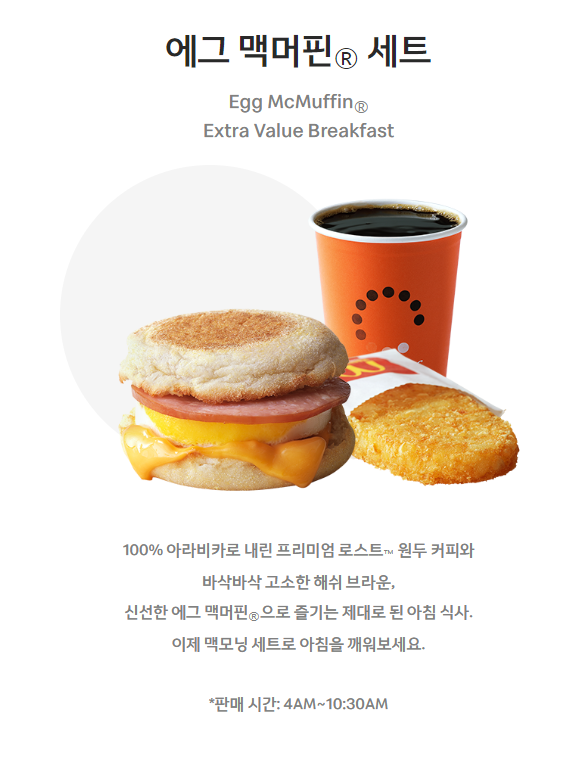 에그 맥머핀® 세트
Egg McMuffin®
Extra Value Breakfast
100% 아라비카로 내린 프리미엄 로스트™ 원두 커피와
바삭바삭 고소한 해쉬 브라운,
신선한 에그 맥머핀®으로 즐기는 제대로 된 아침 식사.
이제 맥모닝 세트로 아침을 깨워보세요.
*판매 시간: 4AM~10:30AM